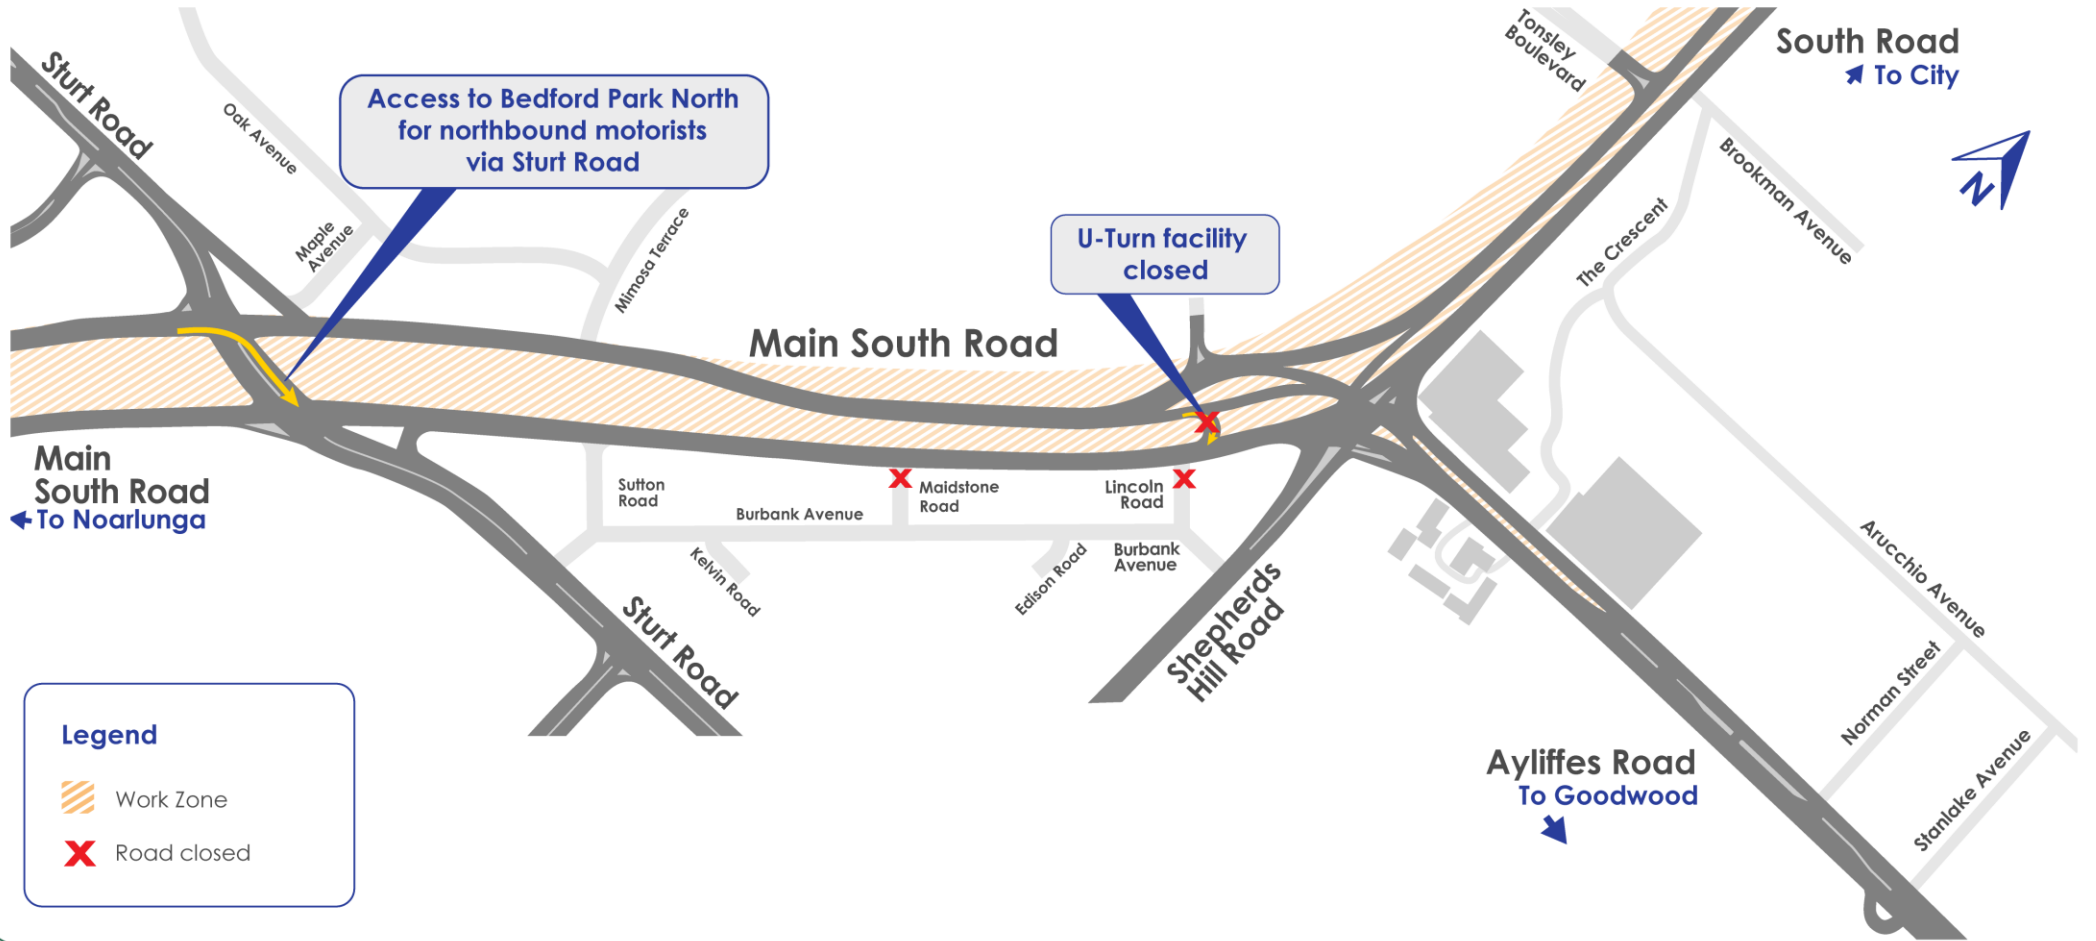 Sturt Road
Oak Avenue
Access to Bedford Park North
for northbound motorists
via Sturt Road
Maple
Avenue
Mimosa Terrace
Main South Road
U-Turn facility
closed
Tonsley
Boulevard
South Road
To City
Brookman Avenue
N
The Crescent
Main
South Road
To Noarlunga
Sutton
Road
Burbank Avenue
Maidstone
Road
Lincoln
Road
Kelvin Road
Edison Road
Burbank
Avenue
Sturt Road
Shepherds
Hill Road
Arucchio Avenue
Norman Street
Stanlake Avenue
Ayliffes Road
To Goodwood
Legend
Work Zone
Road closed